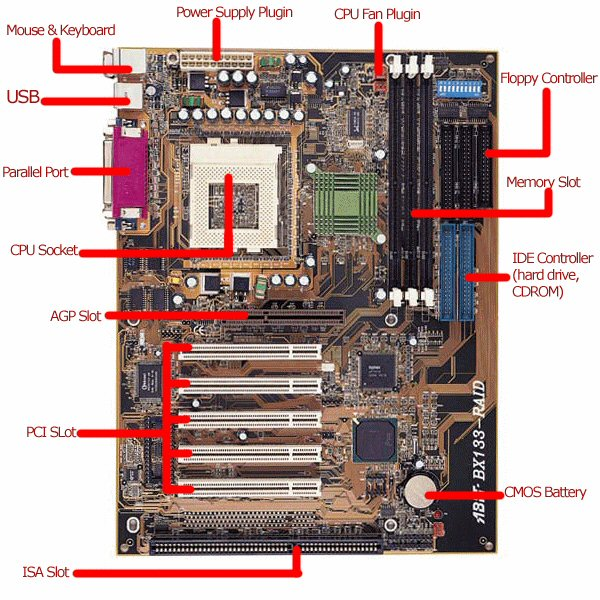 Power Supply Plugin
CPU Fan Plugin
Mouse & Keyboard
Floppy Controller
USB
Parallel Port
Memory Slot
CPU Socket
IDE Controller
(hard drive,
CDROM)
AGP Slot
PCI SLot
CMOS Battery
ISA Slot
ABit BX133-RAID